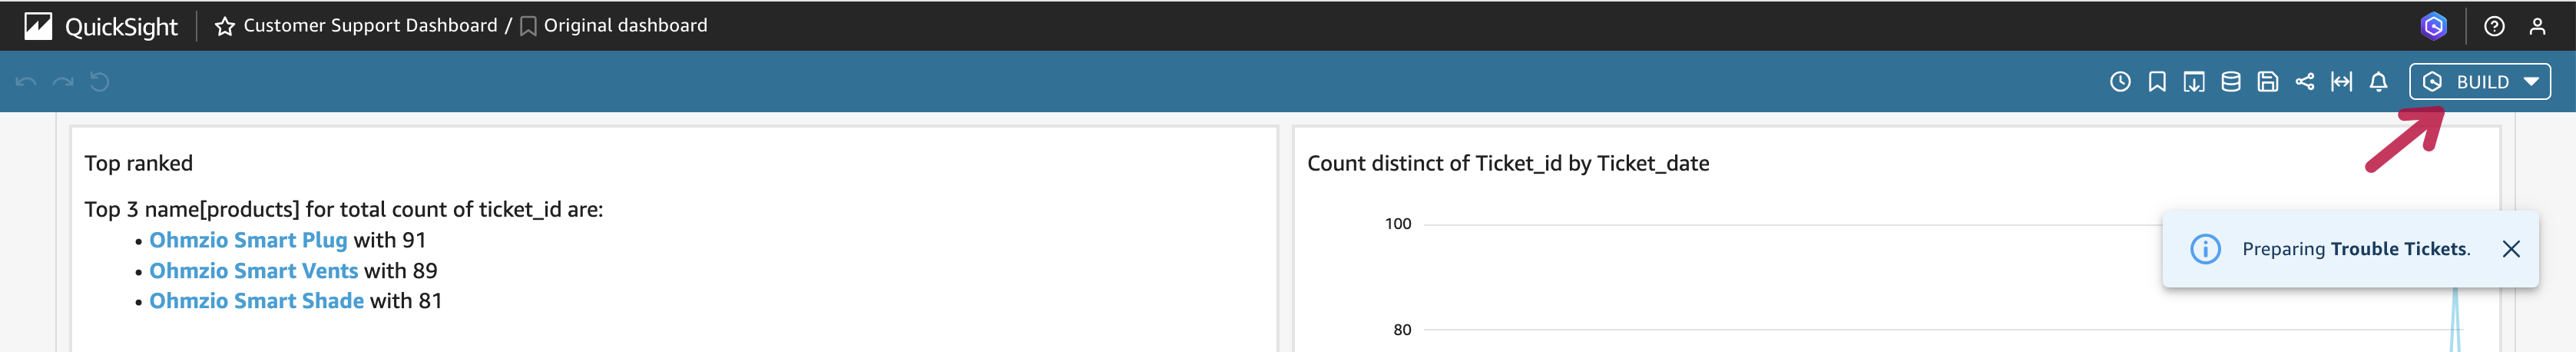 QuickSight
Customer Support Dashboard / Original dashboard
BUILD
Top ranked
Top 3 name[products] for total count of ticket_id are:
• Ohmzio Smart Plug with 91
• Ohmzio Smart Vents with 89
• Ohmzio Smart Shade with 81
Count distinct of Ticket_id by Ticket_date
100
80
Preparing Trouble Tickets.